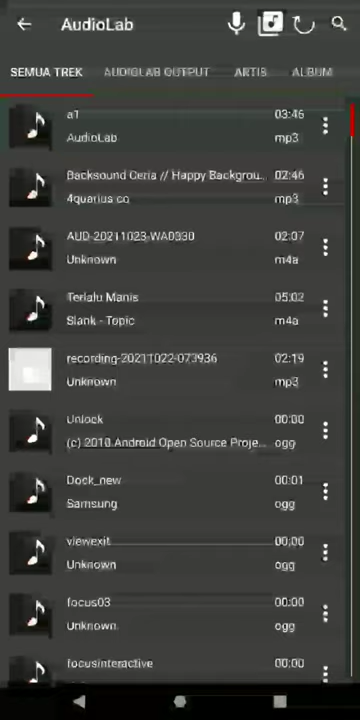 AudioLab
SEMUA TREK AUDIOLAB OUTPUT ARTIS ALBUM
a1 03:46
AudioLab mp3
Backsound Ceria // Happy Backgrou... 02:46
4quarius co mp3
AUD-20211023-WA0030 02:07
Unknown m4a
Terlalu Manis 05:02
Slank - Topic m4a
recording-20211022-073936 02:19
Unknown mp3
Unlock 00:00
(c) 2010 Android Open Source Proje... ogg
Dock_new 00:01
Samsung ogg
viewexit 00:00
Unknown ogg
focus03 00:00
Unknown ogg
focusinteractive 00:00